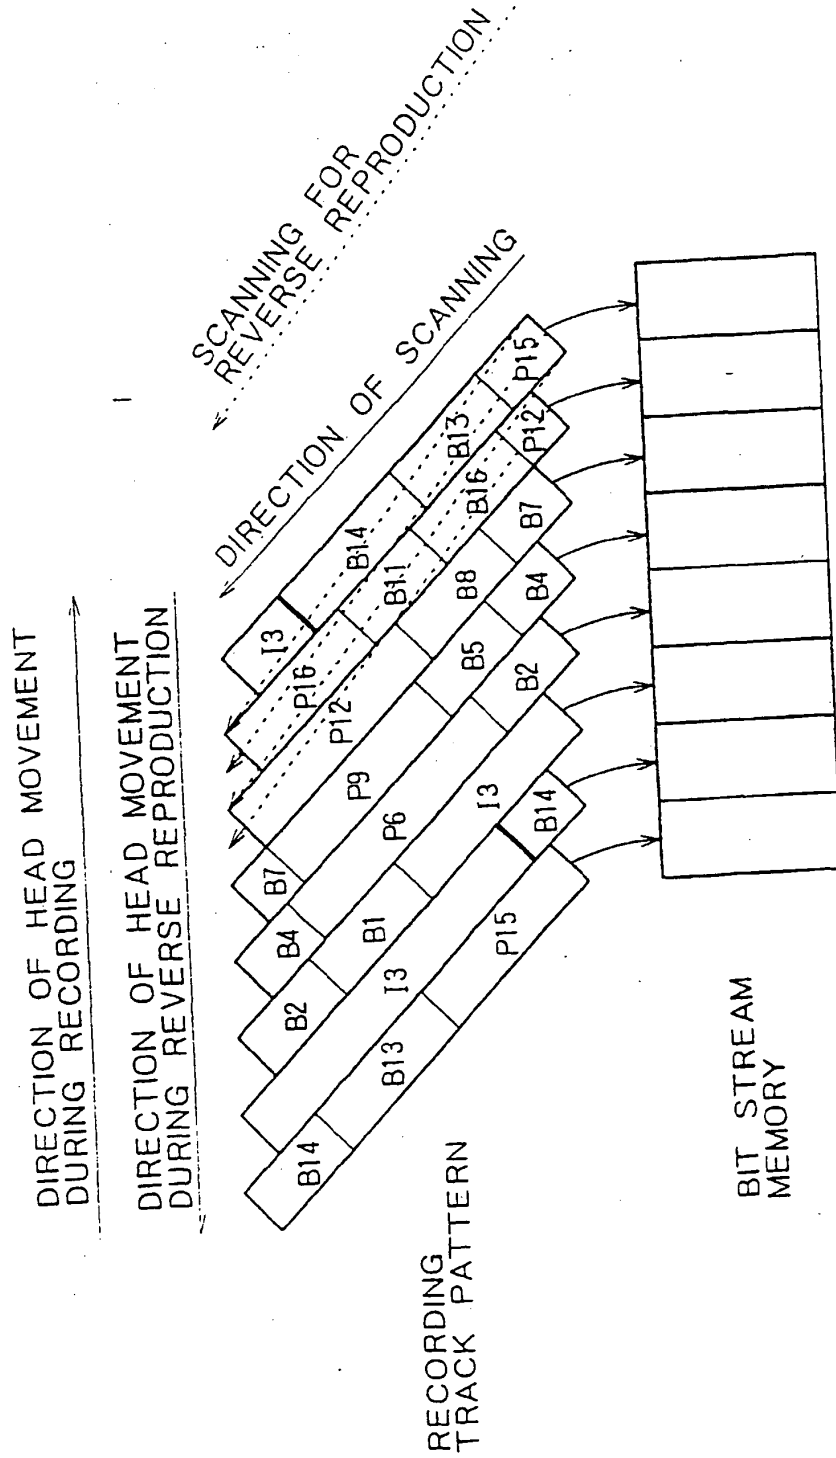 DIRECTION OF HEAD MOVEMENT
DURING RECORDING
DIRECTION OF HEAD MOVEMENT
DURING REVERSE REPRODUCTION
SCANNING FOR
REVERSE REPRODUCTION
DIRECTION OF SCANNING
RECORDING
TRACK PATTERN
B14
B13
P15
I3
B14
B2
B1
I3
B4
P6
B2
B7
P9
B5
B4
P12
B8
B7
P16
B11
B16
P12
I3
B14
B13
P15
BIT STREAM
MEMORY